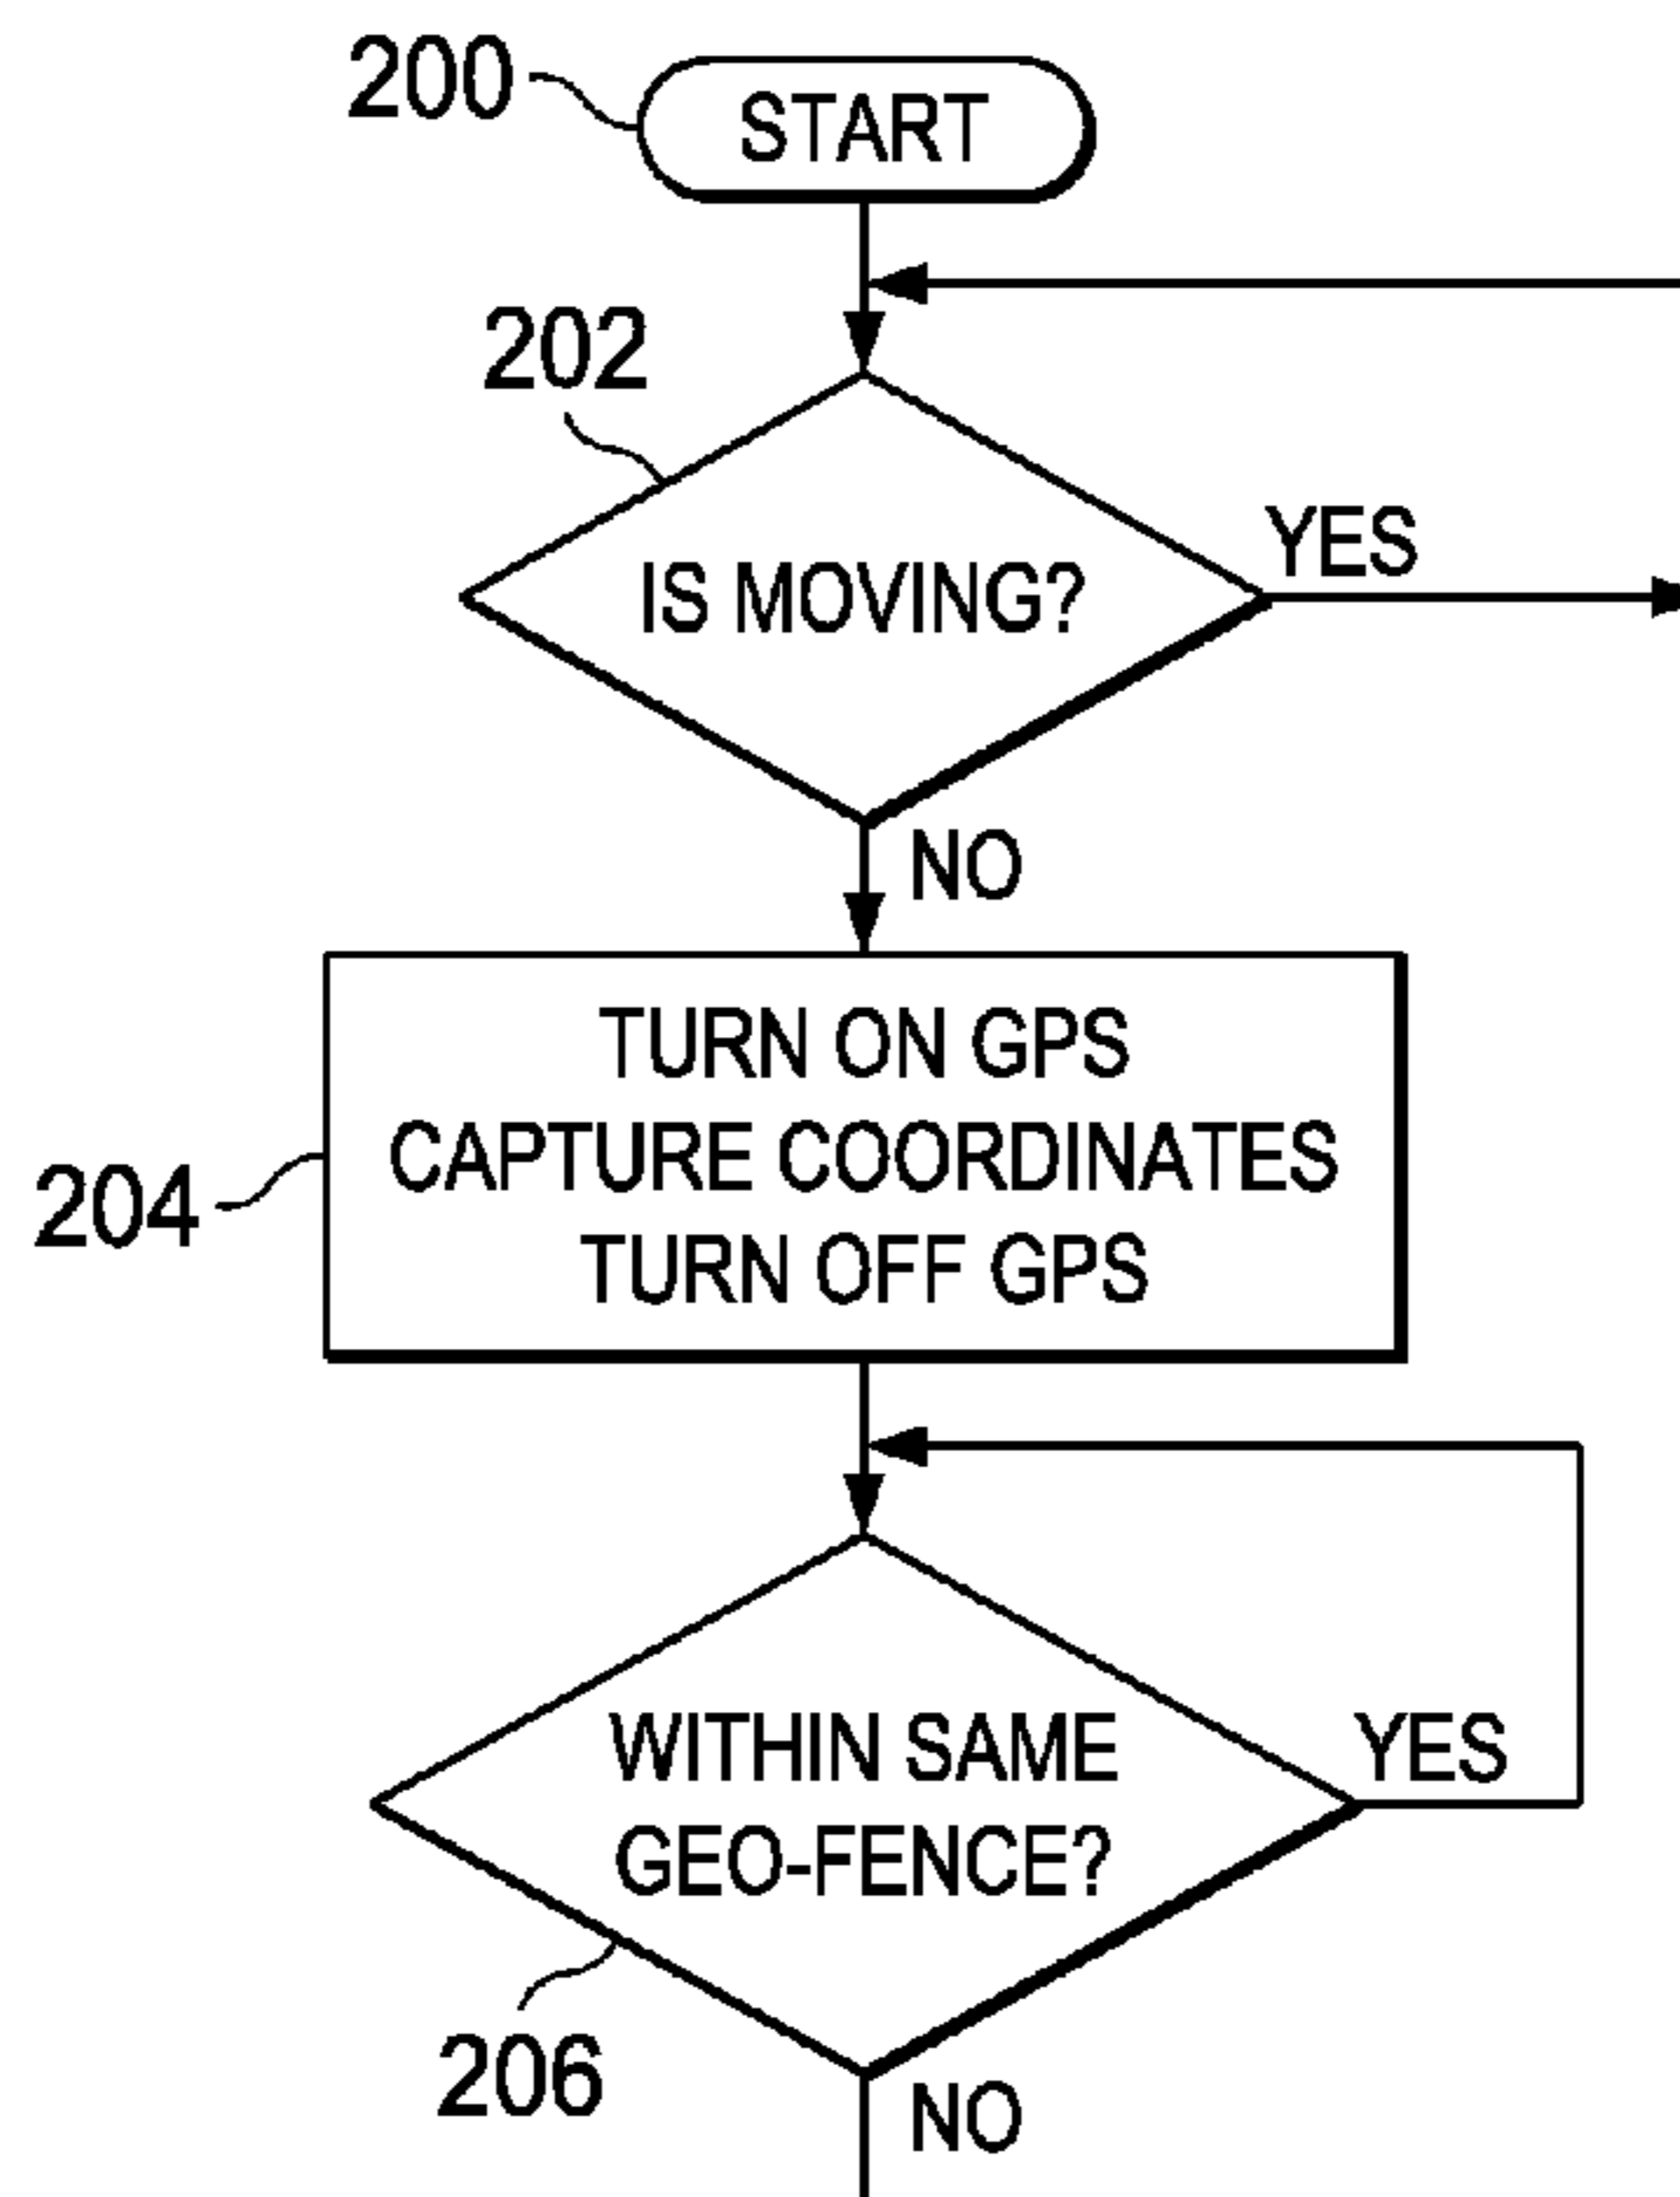 200
START
202
IS MOVING?
YES
NO
TURN ON GPS
CAPTURE COORDINATES
TURN OFF GPS
204
WITHIN SAME
GEO-FENCE?
YES
206
NO